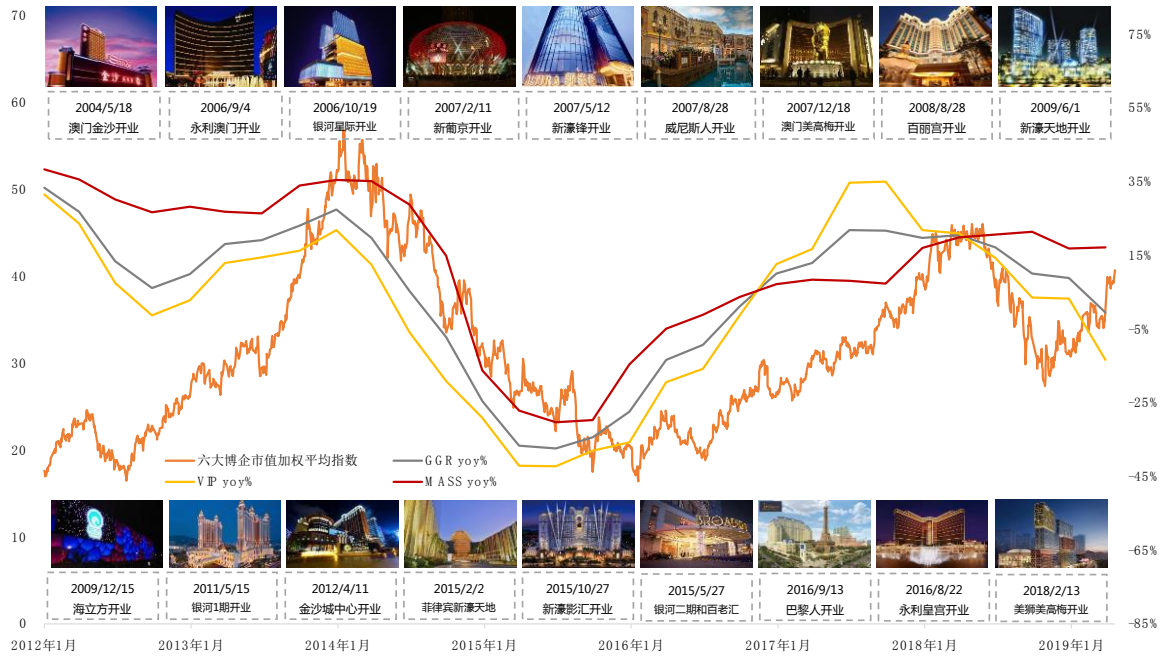 70
75%
2004/5/18
澳门金沙开业
2006/9/4
永利澳门开业
2006/10/19
银河星际开业
2007/2/11
新葡京开业
2007/5/12
新濠锋开业
2007/8/28
威尼斯人开业
2007/12/18
澳门美高梅开业
2008/8/28
百丽宫开业
2009/6/1
新濠天地开业
60
55%
50
35%
40
15%
30
-5%
-25%
20
六大博企市值加权平均指数
GGR yoy%
VIP yoy%
MASS yoy%
-45%
10
-65%
2009/12/15
海立方开业
2011/5/15
银河1期开业
2012/4/11
金沙城中心开业
2015/2/2
菲律宾新濠天地
2015/10/27
新濠影汇开业
2015/5/27
银河二期和百老汇
2016/9/13
巴黎人开业
2016/8/22
永利皇宫开业
2018/2/13
美狮美高梅开业
0
-85%
2012年1月
2013年1月
2014年1月
2015年1月
2016年1月
2017年1月
2018年1月
2019年1月